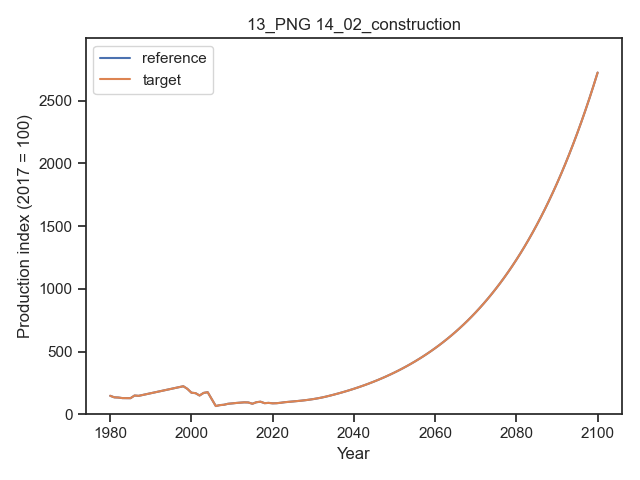 13_PNG 14_02_construction
reference
target
Production index (2017 = 100)
2500
2000
1500
1000
500
0
1980
2000
2020
2040
2060
2080
2100
Year